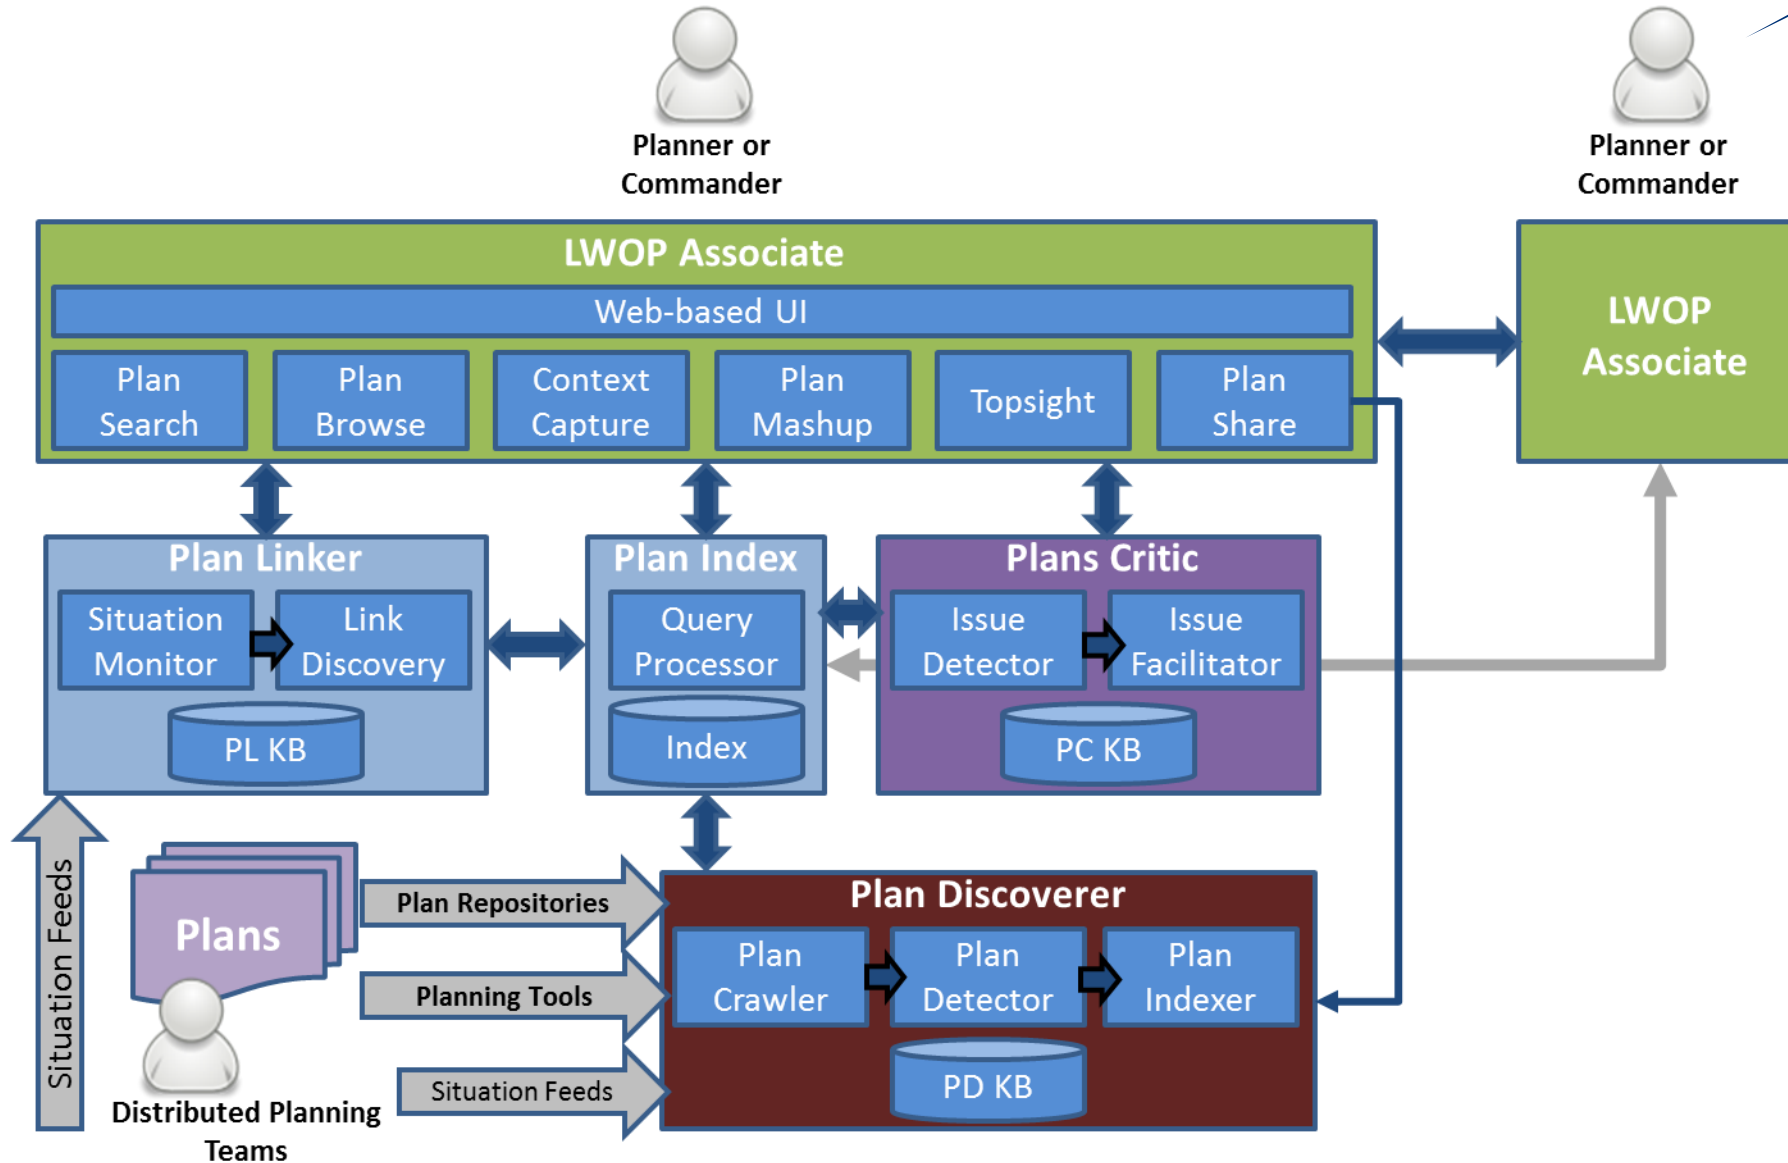 Planner or
Commander
Planner or
Commander
LWOP Associate
Web-based UI
Plan
Search
Plan
Browse
Context
Capture
Plan
Mashup
Topsight
Plan
Share
LWOP
Associate
Plan Linker
Situation
Monitor
Link
Discovery
PL KB
Plan Index
Query
Processor
Index
Plans Critic
Issue
Detector
Issue
Facilitator
PC KB
Situation Feeds
Plans
Distributed Planning
Teams
Plan Repositories
Planning Tools
Situation Feeds
Plan Discoverer
Plan
Crawler
Plan
Detector
Plan
Indexer
PD KB